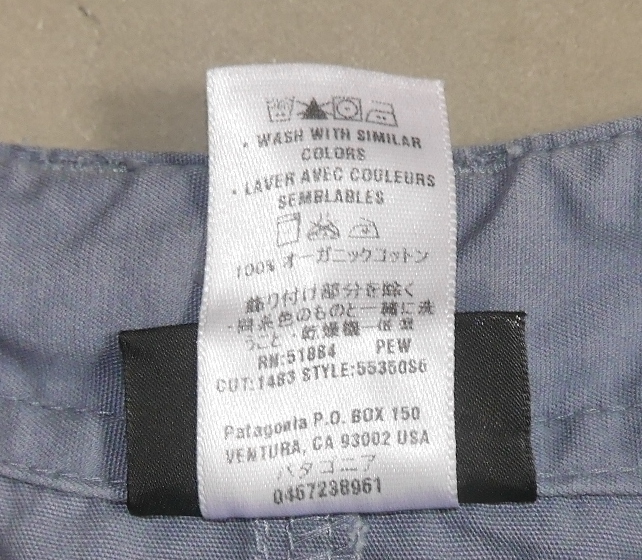 • WASH WITH SIMILAR
COLORS
• LAVER AVEC COULEURS
SEMBLABLES
100% オーガニックコットン
飾り付け部分を除く
・同系色のものと一緒に洗
うこと・乾燥機
RN:51884 PEW
CUT:1483 STYLE:55350S6
Patagonia P.O. BOX 150
VENTURA, CA 93002 USA
パタゴニア
0467238961